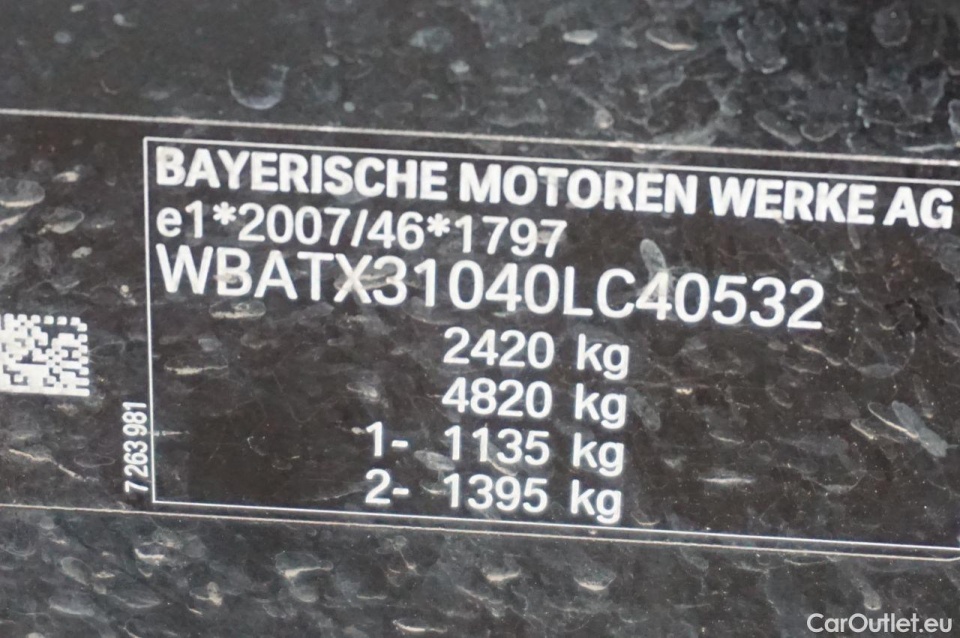 BAYERISCHE MOTOREN WERKE AG
e1*2007/46*1797
WBATX31040LC40532
2420 kg
4820 kg
1- 1135 kg
2- 1395 kg
7 263 981
CarOutlet.eu